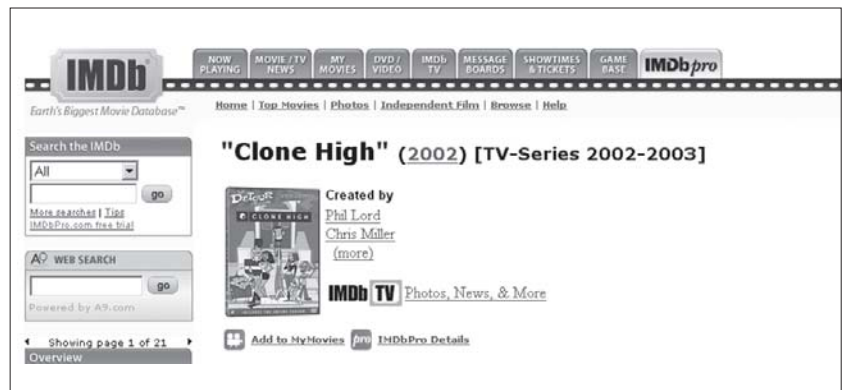 IMDb
NOW PLAYING
MOVIE / TV NEWS
MY MOVIES
DVD / VIDEO
IMDb TV
MESSAGE BOARDS
SHOWTIMES & TICKETS
GAME BASE
IMDb pro
Earth's Biggest Movie Database™
Home | Top Movies | Photos | Independent Film | Browse | Help
Search the IMDb
All
go
More searches | Tips
IMDbPro.com free trial
A9 WEB SEARCH
go
Powered by A9.com
Showing page 1 of 21
Overview
"Clone High" (2002) [TV-Series 2002-2003]
DeTour
CLONE HIGH
Created by
Phil Lord
Chris Miller
(more)
IMDb TV Photos, News, & More
Add to MyMovies pro IMDbPro Details